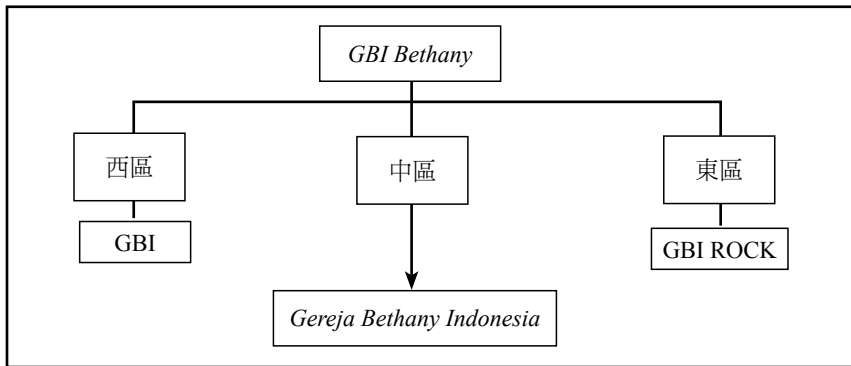 GBI Bethany
西區
中區
東區
GBI
GBI ROCK
Gereja Bethany Indonesia